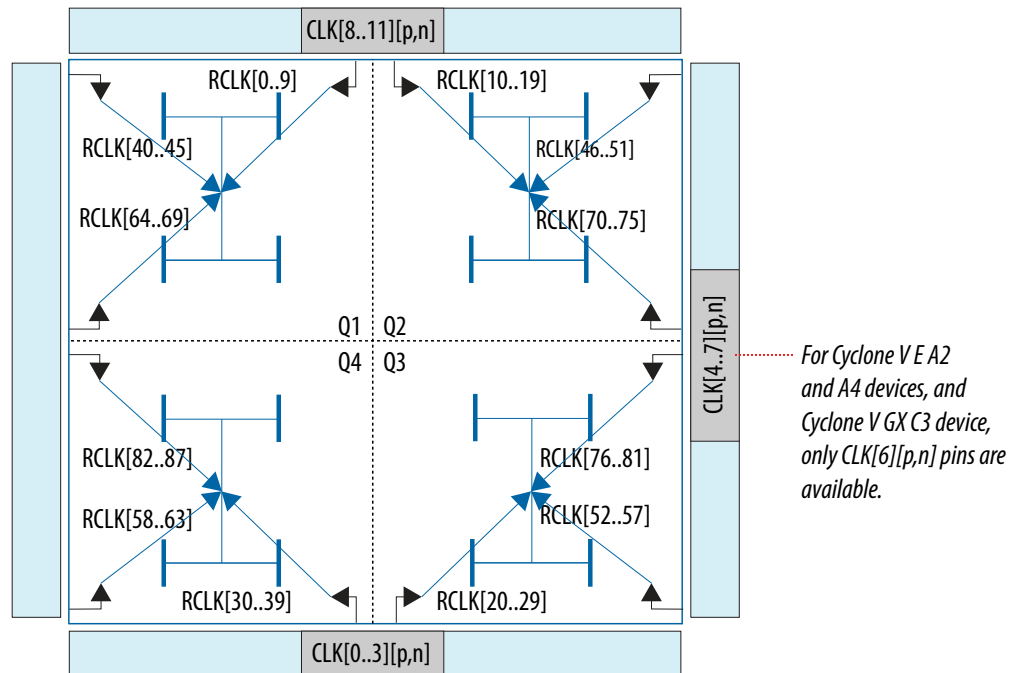 CLK[8..11][p,n]
RCLK[0..9]
RCLK[10..19]
RCLK[40..45]
RCLK[46..51]
RCLK[64..69]
RCLK[70..75]
Q1 Q2
Q4 Q3
CLK[4..7][p,n]
For Cyclone V E A2
and A4 devices, and
Cyclone V GX C3 device,
only CLK[6][p,n] pins are
available.
RCLK[82..87]
RCLK[76..81]
RCLK[58..63]
RCLK[52..57]
RCLK[30..39]
RCLK[20..29]
CLK[0..3][p,n]